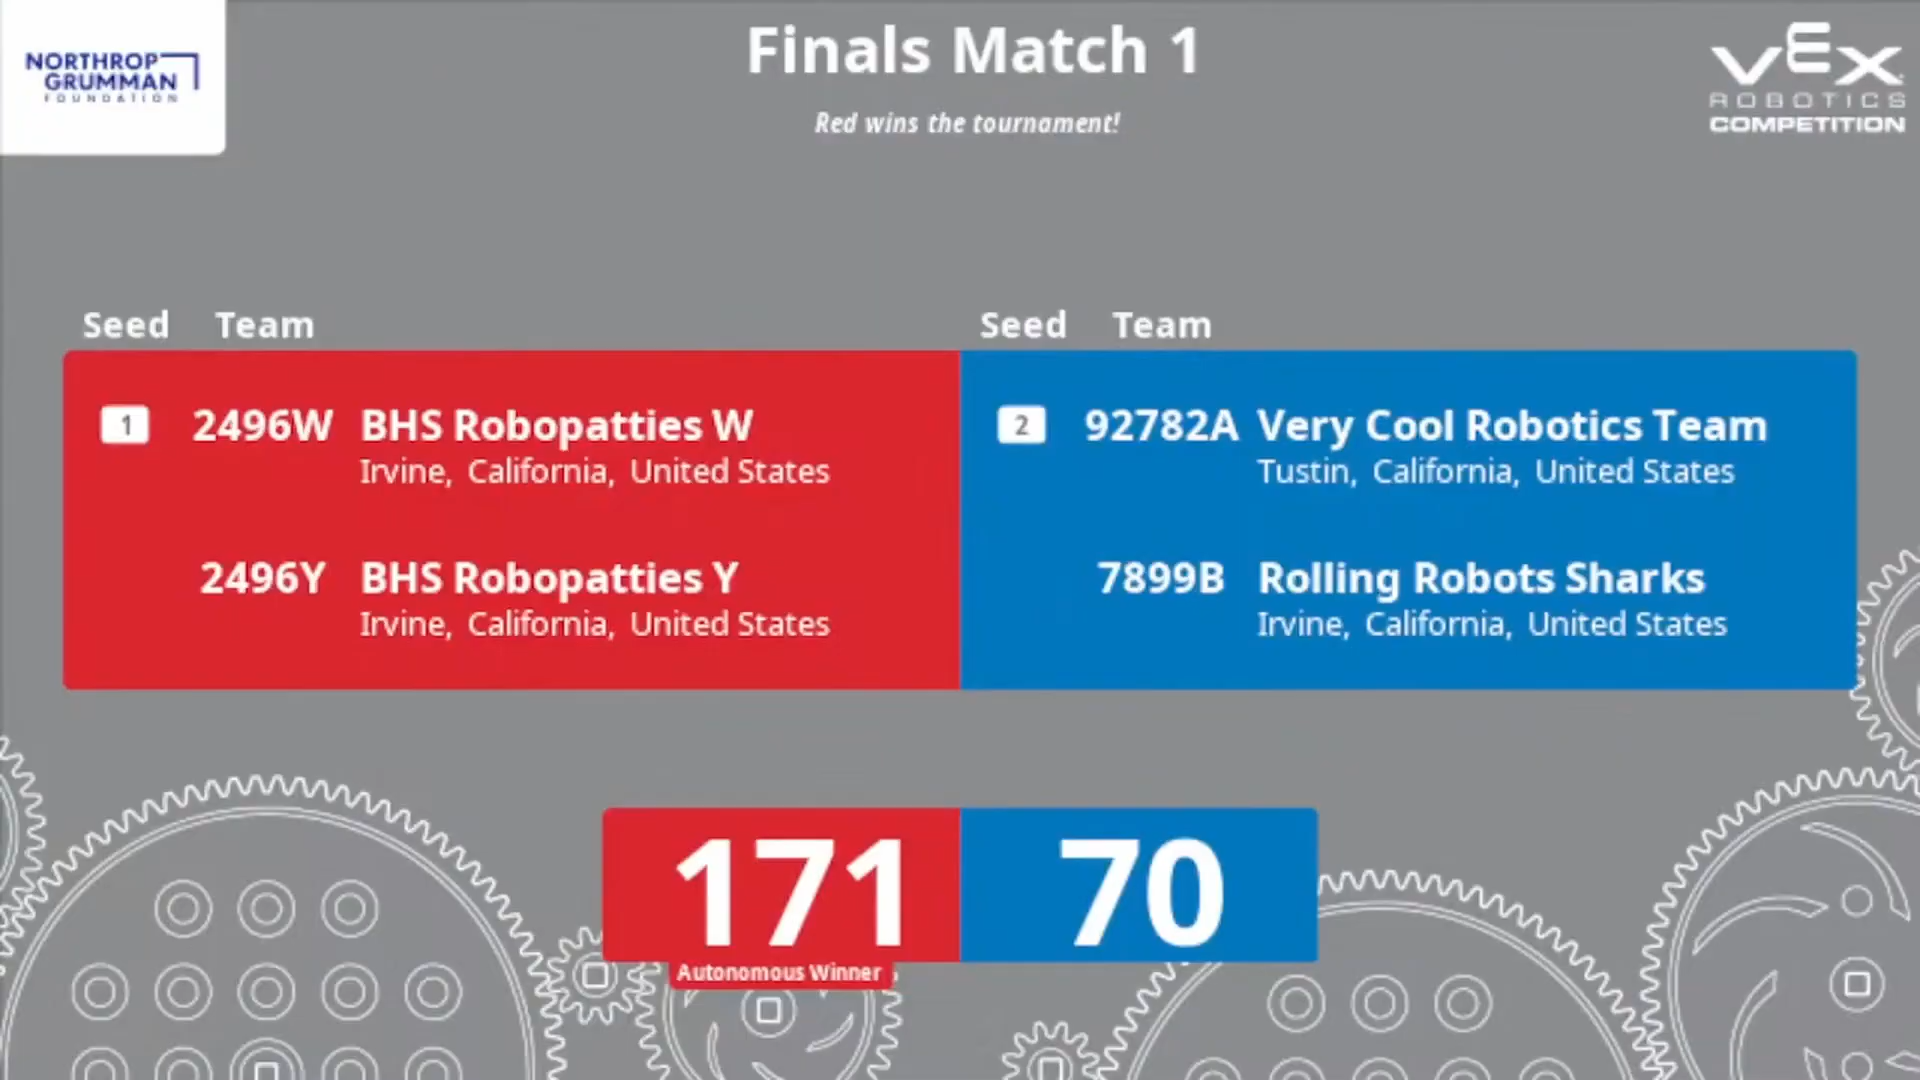 NORTHROP
GRUMMAN
FOUNDATION
Finals Match 1
Red wins the tournament!
VEX
ROBOTICS
COMPETITION
Seed Team
1 2496W BHS Robopatties W
Irvine, California, United States
2496Y BHS Robopatties Y
Irvine, California, United States
Seed Team
2 92782A Very Cool Robotics Team
Tustin, California, United States
7899B Rolling Robots Sharks
Irvine, California, United States
171 70
Autonomous Winner